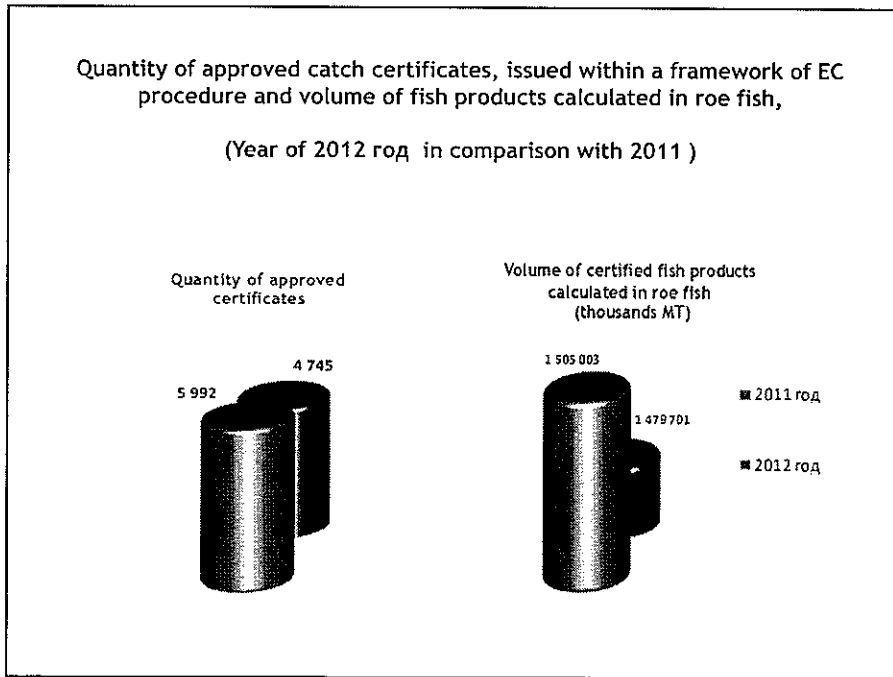 Quantity of approved catch certificates, issued within a framework of EC
procedure and volume of fish products calculated in roe fish,
(Year of 2012 год in comparison with 2011 )
Quantity of approved
certificates
4 745
5 992
Volume of certified fish products
calculated in roe fish
(thousands MT)
1 505 003
1 479 701
2011 год
2012 год